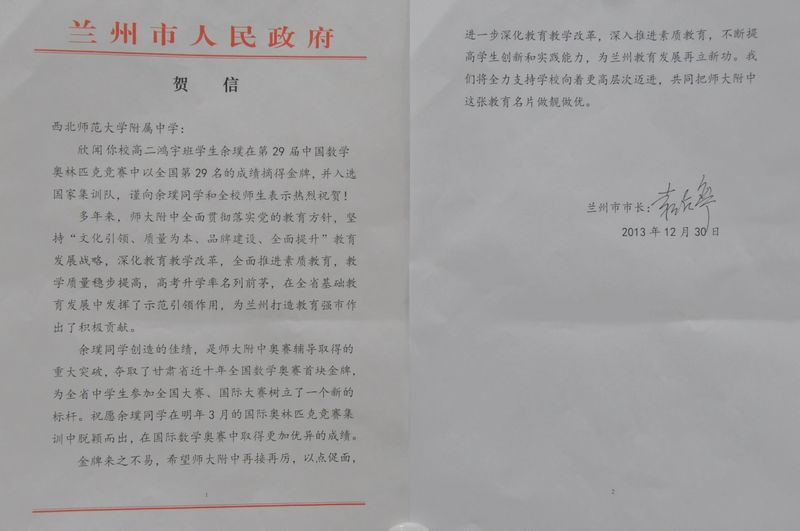 兰州市人民政府
贺 信
西北师范大学附属中学：
欣闻你校高二鸿宇班学生余璞在第 29 届中国数学
奥林匹克竞赛中以全国第 29 名的成绩摘得金牌，并入选
国家集训队，谨向余璞同学和全校师生表示热烈祝贺！
多年来，师大附中全面贯彻落实党的教育方针，坚
持“文化引领、质量为本、品牌建设、全面提升”教育
发展战略，深化教育教学改革，全面推进素质教育，教
学质量稳步提高，高考升学率名列前茅，在全省基础教
育发展中发挥了示范引领作用，为兰州打造教育强市作
出了积极贡献。
余璞同学创造的佳绩，是师大附中奥赛辅导取得的
重大突破，夺取了甘肃省近十年全国数学奥赛首块金牌，
为全省中学生参加全国大赛、国际大赛树立了一个新的
标杆。祝愿余璞同学在明年 3 月的国际奥林匹克竞赛集
训中脱颖而出，在国际数学奥赛中取得更加优异的成绩。
金牌来之不易，希望师大附中再接再厉，以点促面，
1
进一步深化教育教学改革，深入推进素质教育，不断提
高学生创新和实践能力，为兰州教育发展再立新功。我
们将全力支持学校向着更高层次迈进，共同把师大附中
这张教育名片做靓做优。
兰州市市长：
2013 年 12 月 30 日
2